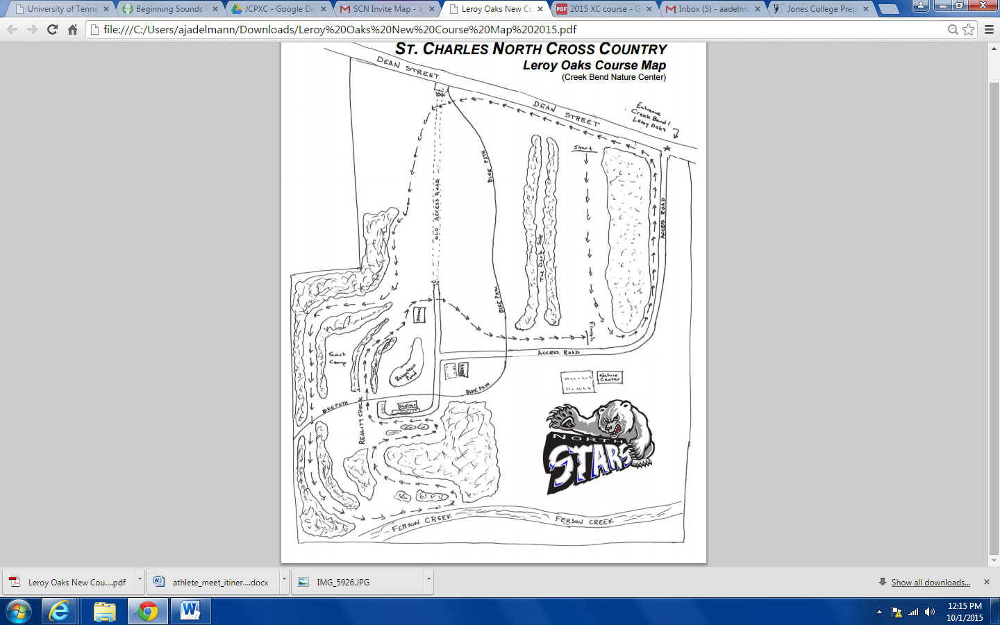 University of Tenne
Beginning Sounds
JCPXC - Google Dri
SCN Invite Map - aj
Leroy Oaks New Co
2015 XC course - G
Inbox (5) - aadelma
Jones College Prep
file:///C:/Users/ajadelmann/Downloads/Leroy%20Oaks%20New%20Course%20Map%202015.pdf
ST. CHARLES NORTH CROSS COUNTRY
Leroy Oaks Course Map
(Creek Bend Nature Center)
DEAN STREET
DEAN STREET
Entrance
Creek Bend/
Leroy Oaks
Start
BIKE PATH
OLD ACCESS ROAD
ACCESS ROAD
The Dark Side
BIKE PATH
Finish
Scout
Camp
ACCESS ROAD
Retention
Pond
Nature
Center
BIKE PATH
BIKE PATH
Shelter
REALITY CHECK
NORTH
STARS
FERSON CREEK
FERSON CREEK
Leroy Oaks New Cou....pdf
athlete_meet_itiner....docx
IMG_5926.JPG
Show all downloads...
12:15 PM
10/1/2015